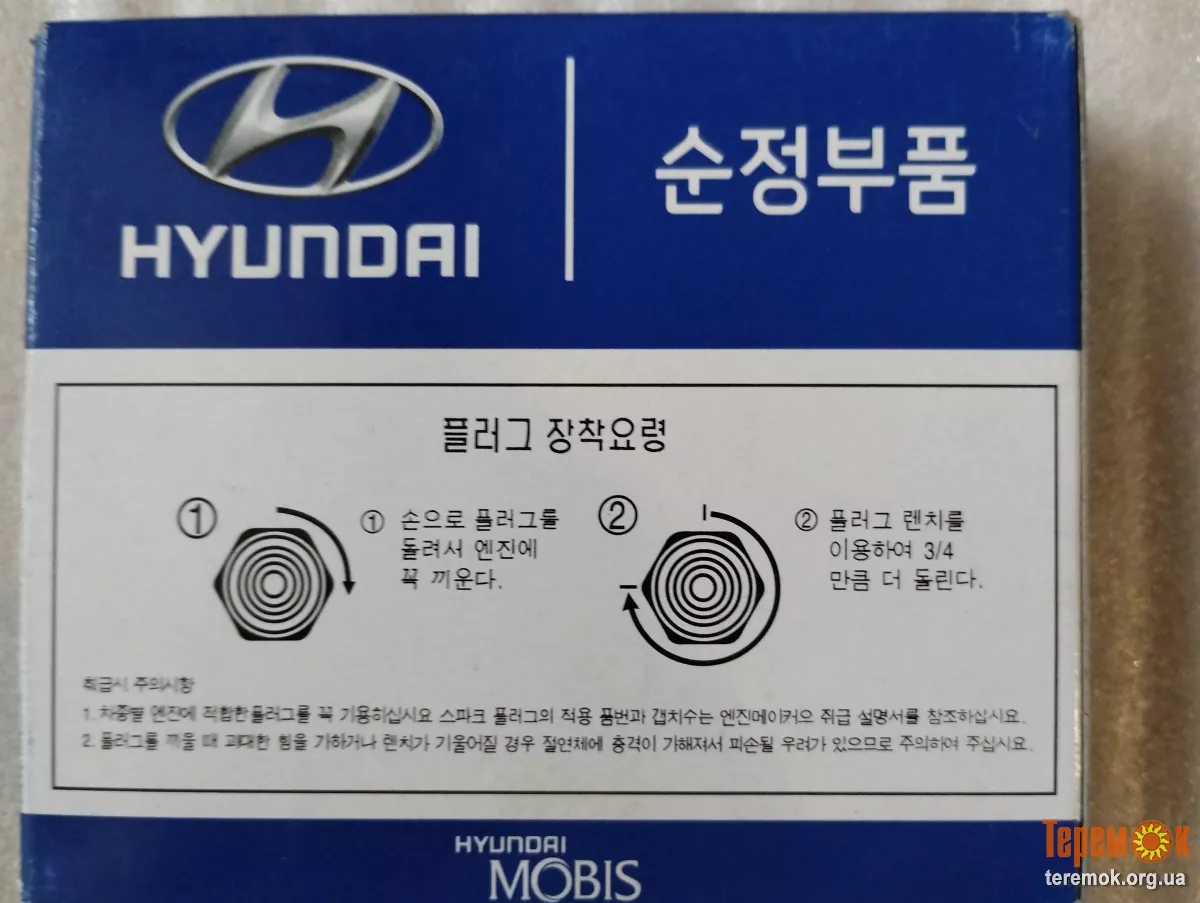 HYUNDAI
순정부품
플러그 장착요령
① ① 손으로 플러그를
돌려서 엔진에
꼭 끼운다.
② ② 플러그 렌치를
이용하여 3/4
만큼 더 돌린다.
취급시 주의사항
1. 차종별 엔진에 적합한 플러그를 꼭 기용하십시요 스파크 플러그의 적용 품번과 갭치수는 엔진메이커으 취급 설명서를 참조하십시요.
2. 플러그를 끼울 때 과대한 힘을 가하거나 렌치가 기울어질 경우 절연체에 충격이 가해져서 피손될 우려가 있으므로 주의하여 주십시요.
HYUNDAI
MOBIS
Теремок
teremok.org.ua